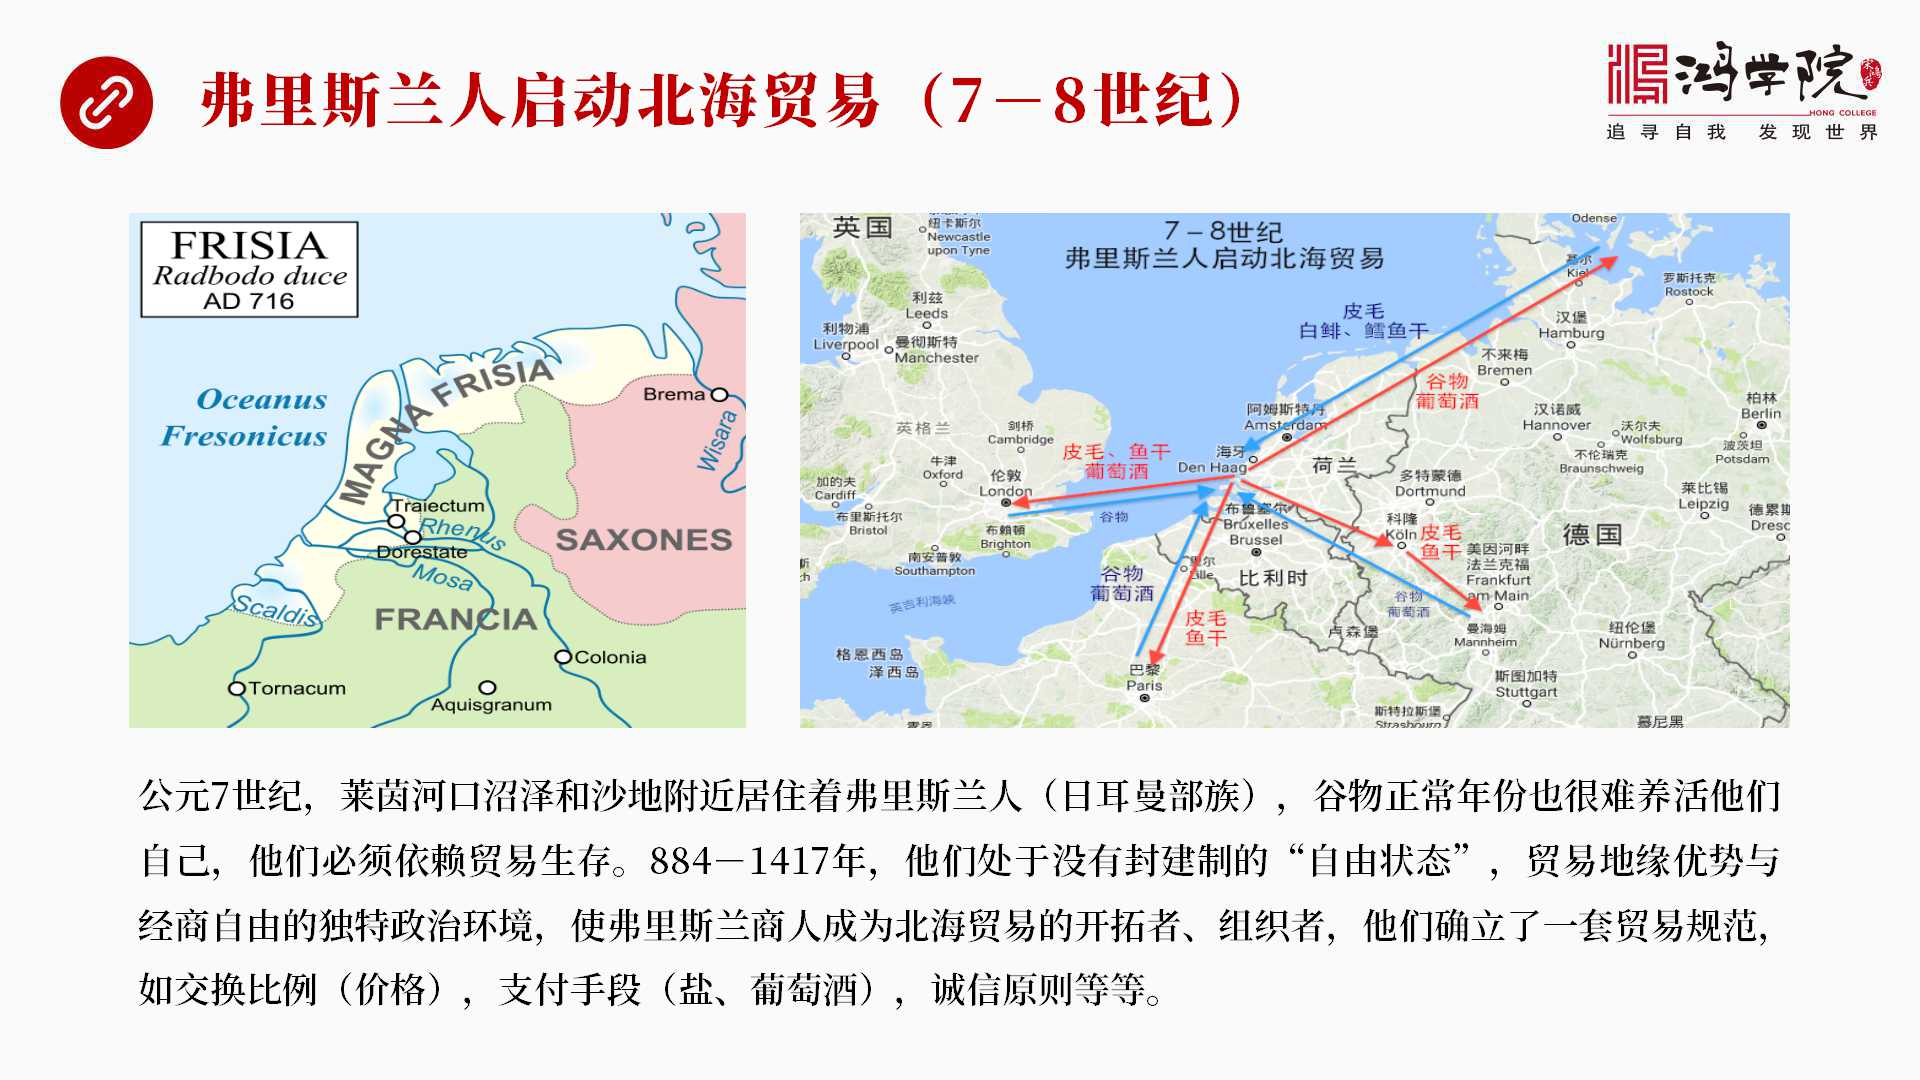 弗里斯兰人启动北海贸易（7－8世纪）
鸿学院
HONG COLLEGE
追寻自我 发现世界
FRISIA
Radbodo duce
AD 716
Oceanus
Fresonicus
MAGNA FRISIA
Brema
Wisara
Traiectum
Rhenus
Dorestate
Mosa
SAXONES
Scaldis
FRANCIA
Colonia
Tornacum
Aquisgranum
7－8世纪
弗里斯兰人启动北海贸易
英国
纽卡斯尔
Newcastle
upon Tyne
Odense
基尔
Kiel
罗斯托克
Rostock
利兹
Leeds
皮毛
白鲱、鳕鱼干
汉堡
Hamburg
利物浦
Liverpool
曼彻斯特
Manchester
不来梅
Bremen
谷物
葡萄酒
柏林
Berlin
阿姆斯特丹
Amsterdam
汉诺威
Hannover
沃尔夫
Wolfsburg
英格兰
剑桥
Cambridge
波茨坦
Potsdam
皮毛、鱼干
葡萄酒
海牙
Den Haag
荷兰
不伦瑞克
Braunschweig
牛津
Oxford
伦敦
London
多特蒙德
Dortmund
加的夫
Cardiff
莱比锡
Leipzig
布里斯托尔
Bristol
谷物
布鲁塞尔
Bruxelles
Brussel
科隆
Köln
皮毛
鱼干
德国
德累斯
Dresd
布賴頓
Brighton
南安普敦
Southampton
里尔
Lille
美因河畔
法兰克福
Frankfurt
am Main
谷物
葡萄酒
比利时
谷物
葡萄酒
英吉利海峡
皮毛
鱼干
卢森堡
曼海姆
Mannheim
纽伦堡
Nürnberg
格恩西岛
泽西岛
巴黎
Paris
斯图加特
Stuttgart
斯特拉斯堡
Strasbourg
慕尼黑
公元7世纪，莱茵河口沼泽和沙地附近居住着弗里斯兰人（日耳曼部族），谷物正常年份也很难养活他们
自己，他们必须依赖贸易生存。884－1417年，他们处于没有封建制的“自由状态”，贸易地缘优势与
经商自由的独特政治环境，使弗里斯兰商人成为北海贸易的开拓者、组织者，他们确立了一套贸易规范，
如交换比例（价格），支付手段（盐、葡萄酒），诚信原则等等。